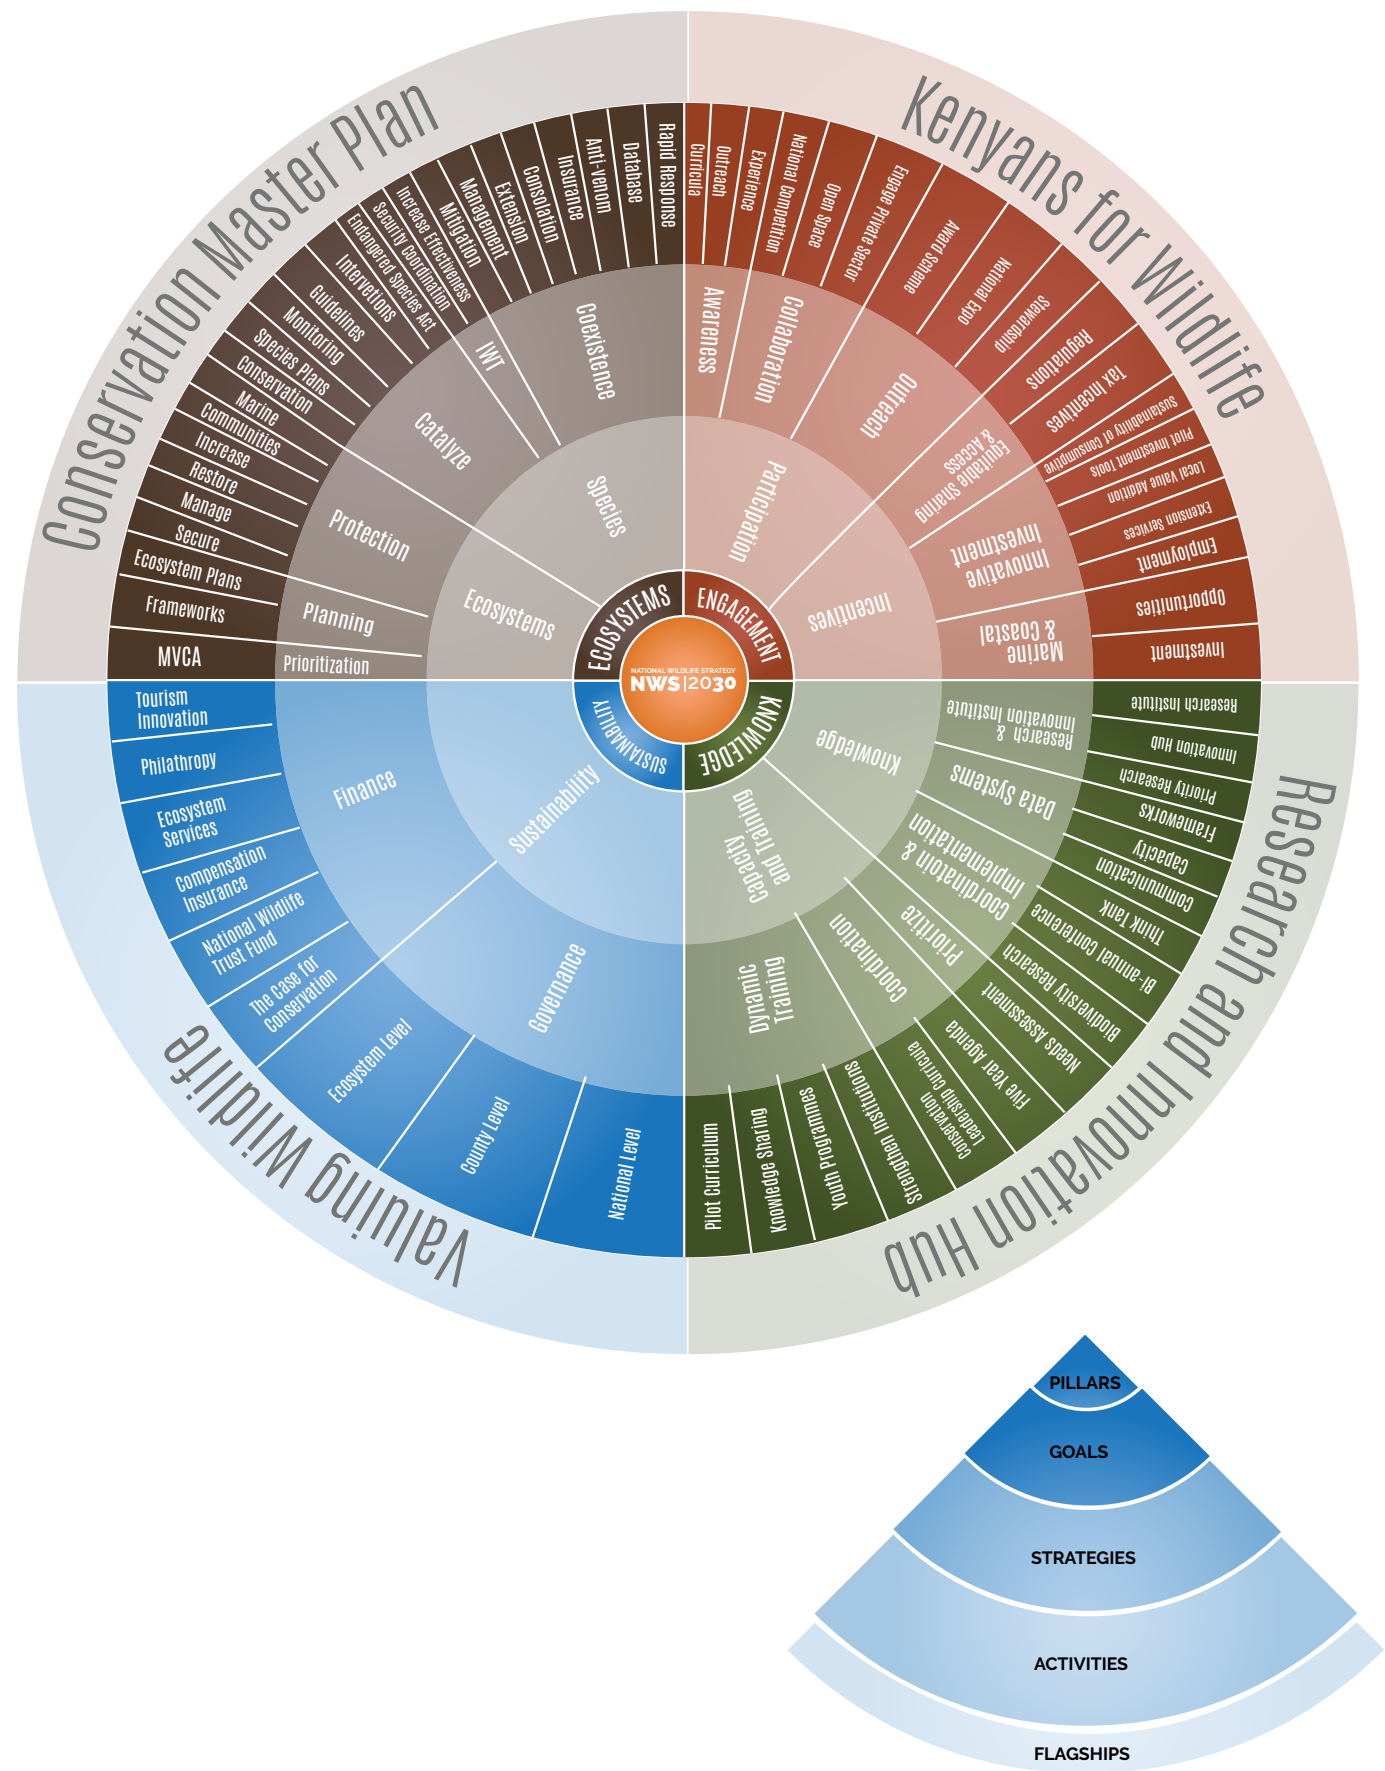 Conservation Master Plan
Kenyans for Wildlife
Research and Innovation Hub
Valuing Wildlife
NATIONAL WILDLIFE STRATEGY
NWS|2030
ECOSYSTEMS
ENGAGEMENT
KNOWLEDGE
SUSTAINABILITY
Ecosystems
Species
Prioritization
Planning
Protection
Catalyze
IWT
Coexistence
MVCA
Frameworks
Ecosystem Plans
Secure
Manage
Restore
Increase
Communities
Marine
Conservation
Species Plans
Monitoring
Guidelines
Intervetions
Endangered Species Act
Security Coordination
Increase Effectiveness
Mitigation
Management
Extension
Consolation
Insurance
Anti-venom
Database
Rapid Response
Participation
Incentives
Awareness
Collaboration
Outreach
Equitable sharing
& Access
Innovative
Investment
Marine
& Coastal
Curricula
Outreach
Experience
National Competition
Open Space
Engage Private Sector
Award Scheme
National Expo
Stewardship
Regulations
Tax Incentives
Sustainability of Consumptive
Pilot Investment Tools
Local Value Addition
Extension Services
Employment
Opportunities
Investment
Knowledge
capacity
and Training
Research &
Innovation Institute
Data Systems
Coordinatoin &
Implementation
Prioritize
Coordination
Dynamic
Training
Research Institute
Innovation Hub
Priority Research
Frameworks
Capacity
Communication
Think Tank
Bi-annual Conference
Biodiversity Research
Needs Assessment
Five year Agenda
Conservation
Leadership Curricula
Strengthen Institutions
Youth Programmes
Knowledge Sharing
Pilot Curriculum
Sustainability
Finance
Governance
Tourism
Innovation
Philathropy
Ecosystem
Services
Compensation
Insurance
National Wildlife
Trust Fund
The Case for
Conservation
Ecosystem Level
County Level
National Level
PILLARS
GOALS
STRATEGIES
ACTIVITIES
FLAGSHIPS